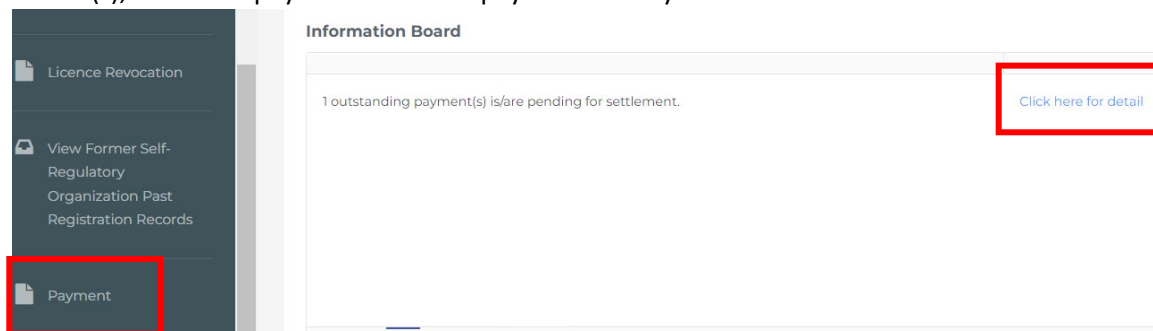 Information Board
Licence Revocation
1 outstanding payment(s) is/are pending for settlement.
Click here for detail
View Former Self-
Regulatory
Organization Past
Registration Records
Payment